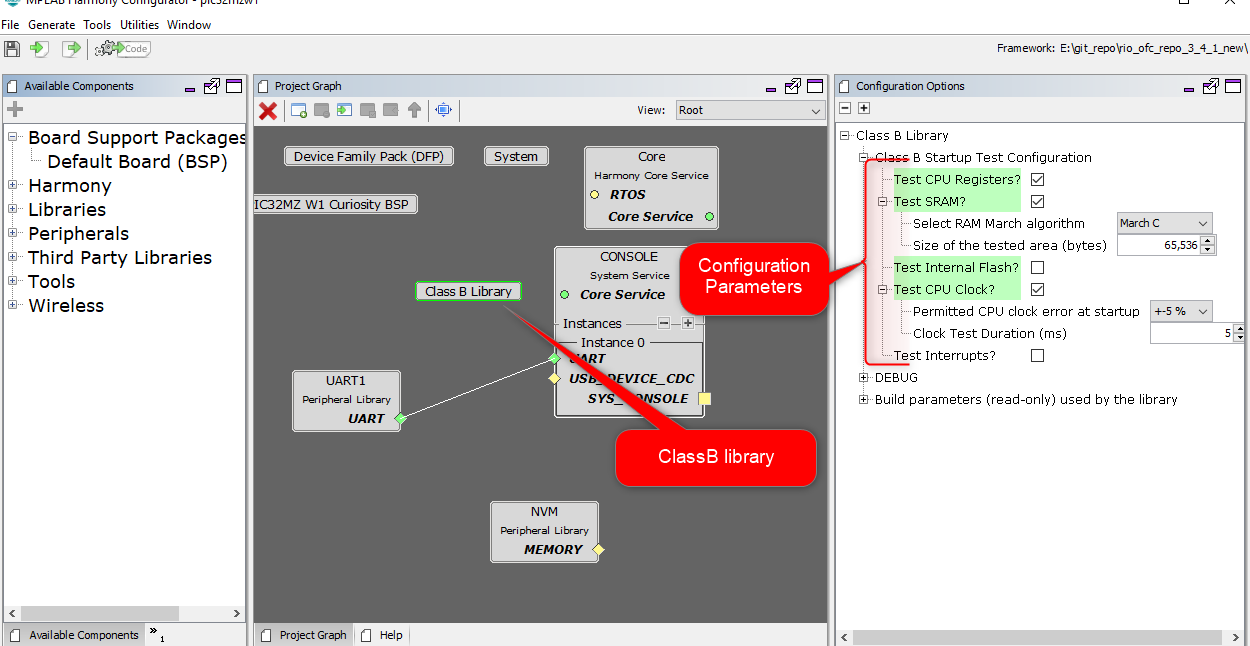 MPLAB Harmony Configurator - pic32mzw1
File Generate Tools Utilities Window
Code
Framework: E:\git_repo\rio_ofc_repo_3_4_1_new\
Available Components
Board Support Packages
Default Board (BSP)
Harmony
Libraries
Peripherals
Third Party Libraries
Tools
Wireless
Available Components
1
Project Graph
View: Root
Device Family Pack (DFP)
System
Core
Harmony Core Service
RTOS
Core Service
IC32MZ W1 Curiosity BSP
CONSOLE
System Service
Core Service
Class B Library
Instances
Instance 0
UART
USB_DEVICE_CDC
SYS_CONSOLE
UART1
Peripheral Library
UART
Configuration
Parameters
ClassB library
NVM
Peripheral Library
MEMORY
Project Graph
Help
Configuration Options
Class B Library
Class B Startup Test Configuration
Test CPU Registers?
Test SRAM?
Select RAM March algorithm March C
Size of the tested area (bytes) 65,536
Test Internal Flash?
Test CPU Clock?
Permitted CPU clock error at startup +-5 %
Clock Test Duration (ms) 5
Test Interrupts?
DEBUG
Build parameters (read-only) used by the library